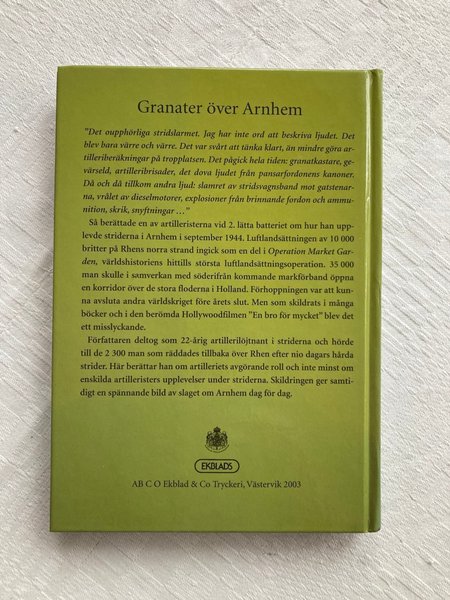 Granater över Arnhem
"Det oupphörliga stridslarmet. Jag har inte ord att beskriva ljudet. Det
blev bara värre och värre. Det var svårt att tänka klart, än mindre göra ar-
tilleriberäkningar på tropplatsen. Det pågick hela tiden: granatkastare, ge-
värseld, artilleribrisader, det dova ljudet från pansarfordonens kanoner.
Då och då tillkom andra ljud: slamret av stridsvagnsband mot gatstenar-
na, vrålet av dieselmotorer, explosioner från brinnande fordon och ammu-
nition, skrik, snyftningar ..."
Så berättade en av artilleristerna vid 2. lätta batteriet om hur han upp-
levde striderna i Arnhem i september 1944. Luftlandsättningen av 10 000
britter på Rhens norra strand ingick som en del i Operation Market Gar-
den, världshistoriens hittills största luftlandsättningsoperation. 35 000
man skulle i samverkan med söderifrån kommande markförband öppna
en korridor över de stora floderna i Holland. Förhoppningen var att kun-
na avsluta andra världskriget före årets slut. Men som skildrats i många
böcker och i den berömda Hollywoodfilmen "En bro för mycket" blev det
ett misslyckande.
Författaren deltog som 22-årig artillerilöjtnant i striderna och hörde
till de 2 300 man som räddades tillbaka över Rhen efter nio dagars hårda
strider. Här berättar han om artilleriets avgörande roll och inte minst om
enskilda artilleristers upplevelser under striderna. Skildringen ger samti-
digt en spännande bild av slaget om Arnhem dag för dag.
EKBLADS
AB C O Ekblad & Co Tryckeri, Västervik 2003